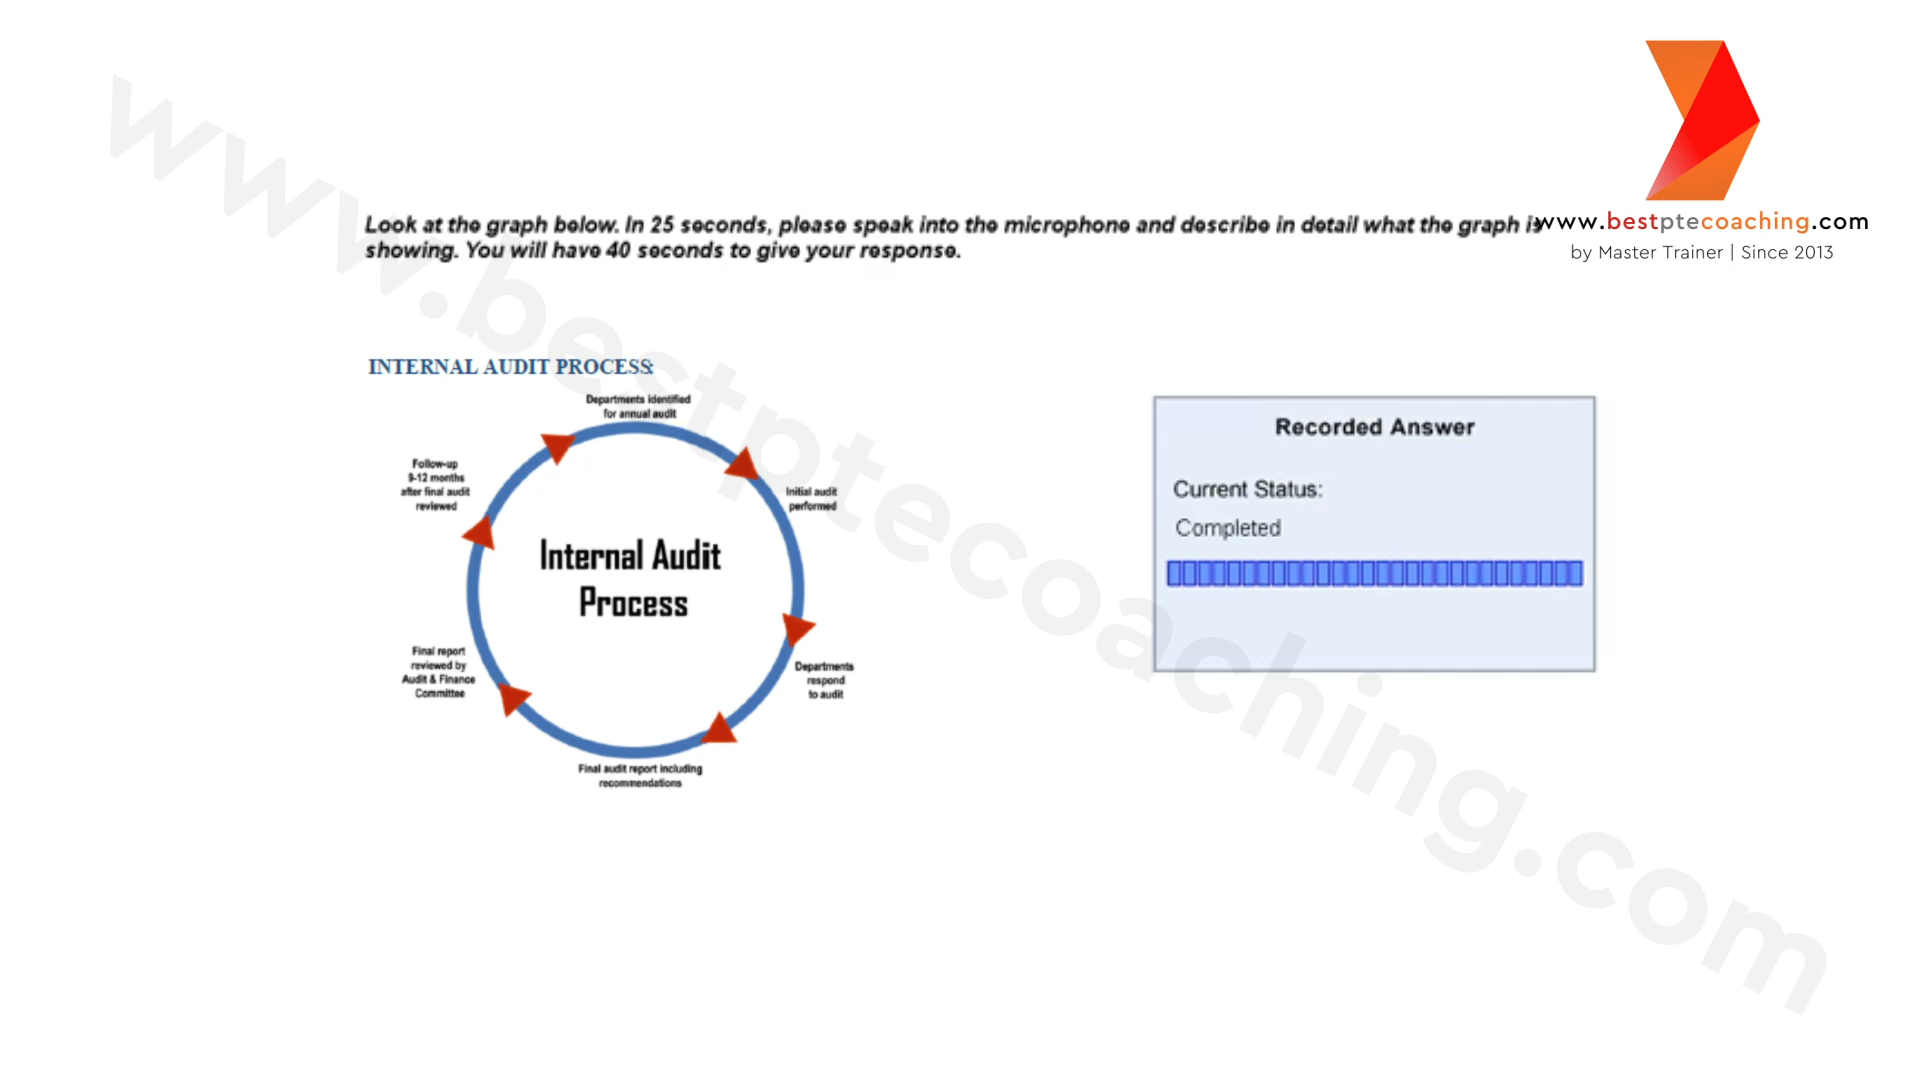 www.bestptecoaching.com
by Master Trainer | Since 2013
Look at the graph below. In 25 seconds, please speak into the microphone and describe in detail what the graph is
showing. You will have 40 seconds to give your response.
INTERNAL AUDIT PROCESS:
Departments identified
for annual audit
Initial audit
performed
Departments
respond
to audit
Final audit report including
recommendations
Final report
reviewed by
Audit & Finance
Committee
Follow-up
9-12 months
after final audit
reviewed
Internal Audit
Process
Recorded Answer
Current Status:
Completed
www.bestptecoaching.com